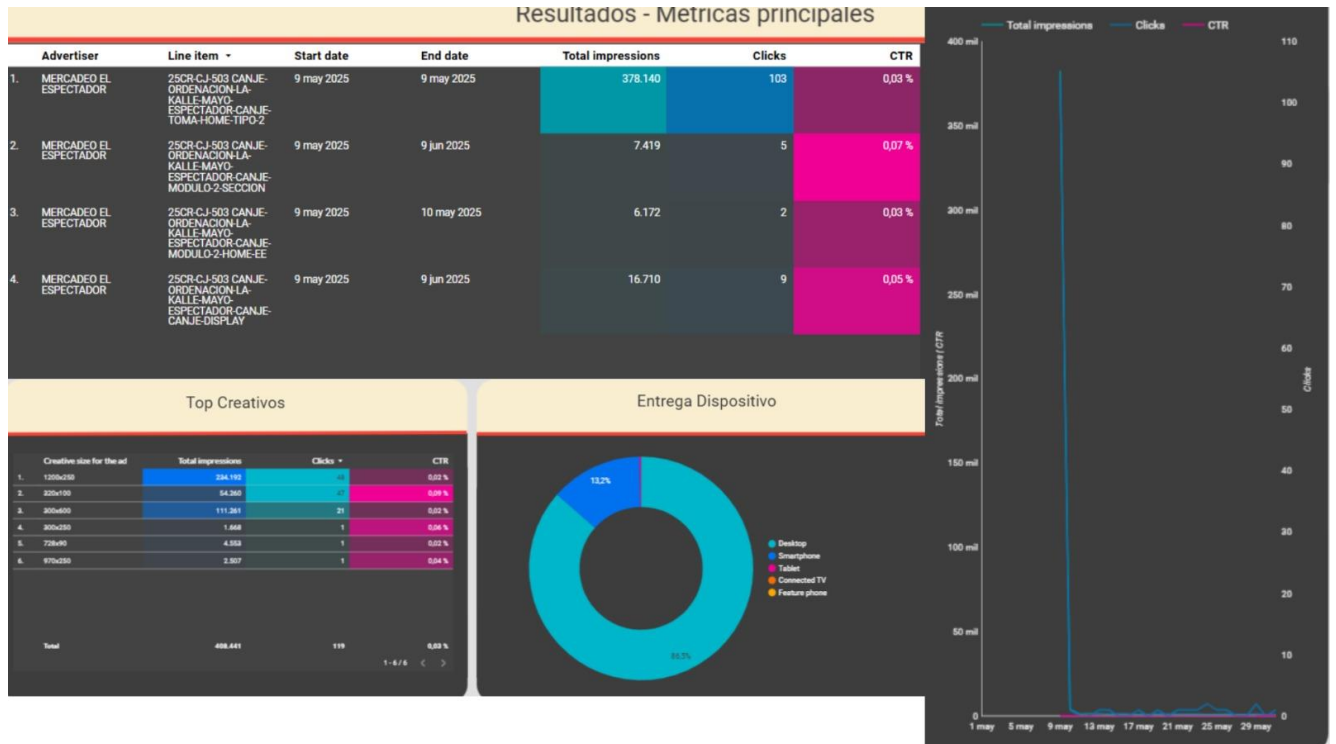 Resultados - Métricas principales
Advertiser Line item Start date End date Total impressions Clicks CTR
1. MERCADEO EL ESPECTADOR 25CR-CJ-503 CANJE-ORDENACION-LA-KALLE-MAYO-ESPECTADOR-CANJE-TOMA-HOME-TIPO-2 9 may 2025 9 may 2025 378.140 103 0,03 %
2. MERCADEO EL ESPECTADOR 25CR-CJ-503 CANJE-ORDENACION-LA-KALLE-MAYO-ESPECTADOR-CANJE-MODULO-2-SECCION 9 may 2025 9 jun 2025 7.419 5 0,07 %
3. MERCADEO EL ESPECTADOR 25CR-CJ-503 CANJE-ORDENACION-LA-KALLE-MAYO-ESPECTADOR-CANJE-MODULO-2-HOME-EE 9 may 2025 10 may 2025 6.172 2 0,03 %
4. MERCADEO EL ESPECTADOR 25CR-CJ-503 CANJE-ORDENACION-LA-KALLE-MAYO-ESPECTADOR-CANJE-CANJE-DISPLAY 9 may 2025 9 jun 2025 16.710 9 0,05 %
Top Creativos
Creative size for the ad Total impressions Clicks CTR
1. 1200x250 234.192 48 0,02 %
2. 320x100 54.260 47 0,09 %
3. 300x600 111.261 21 0,02 %
4. 300x250 1.668 1 0,06 %
5. 728x90 4.553 1 0,02 %
6. 970x250 2.507 1 0,04 %
Total 408.441 119 0,03 %
1-6/6
Entrega Dispositivo
13,2%
86,5%
Desktop
Smartphone
Tablet
Connected TV
Feature phone
Total impressions Clicks CTR
400 mil
350 mil
300 mil
250 mil
200 mil
150 mil
100 mil
50 mil
0
Total impressions | CTR
110
100
90
80
70
60
50
40
30
20
10
0
Clicks
1 may 5 may 9 may 13 may 17 may 21 may 25 may 29 may